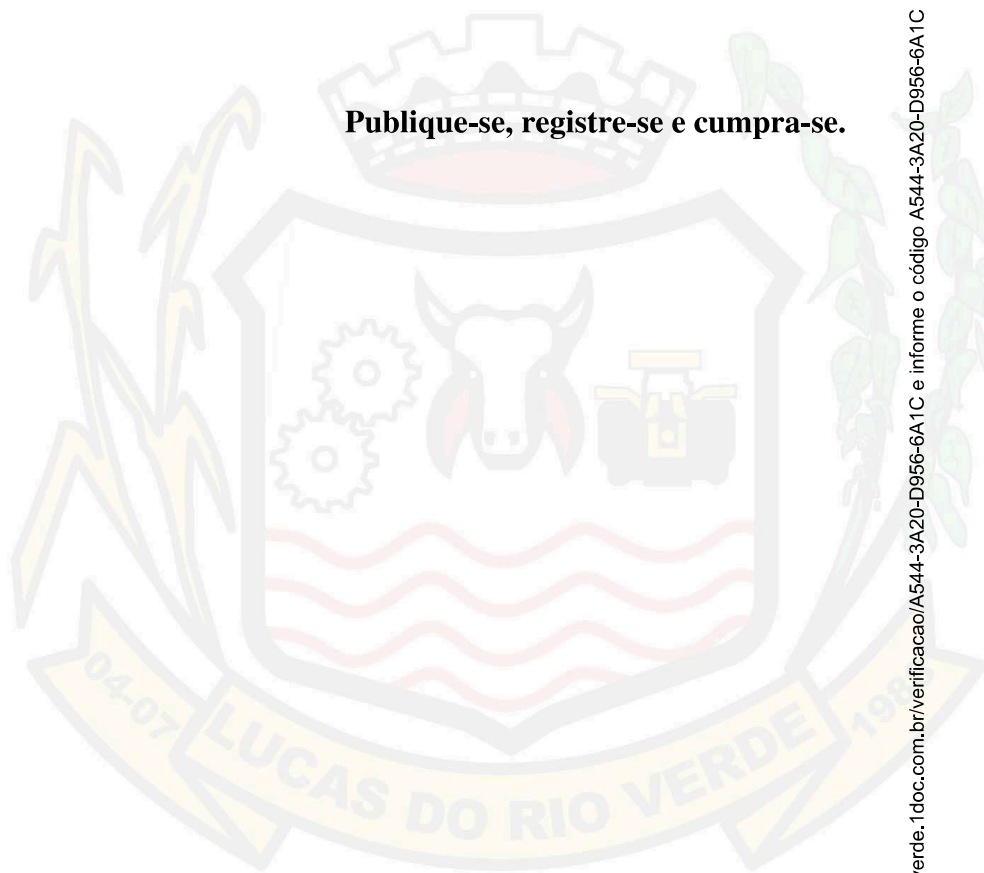 Publique-se, registre-se e cumpra-se.
04-07
LUCAS DO RIO VERDE
verde.1doc.com.br/verificacao/A544-3A20-D956-6A1C e informe o código A544-3A20-D956-6A1C